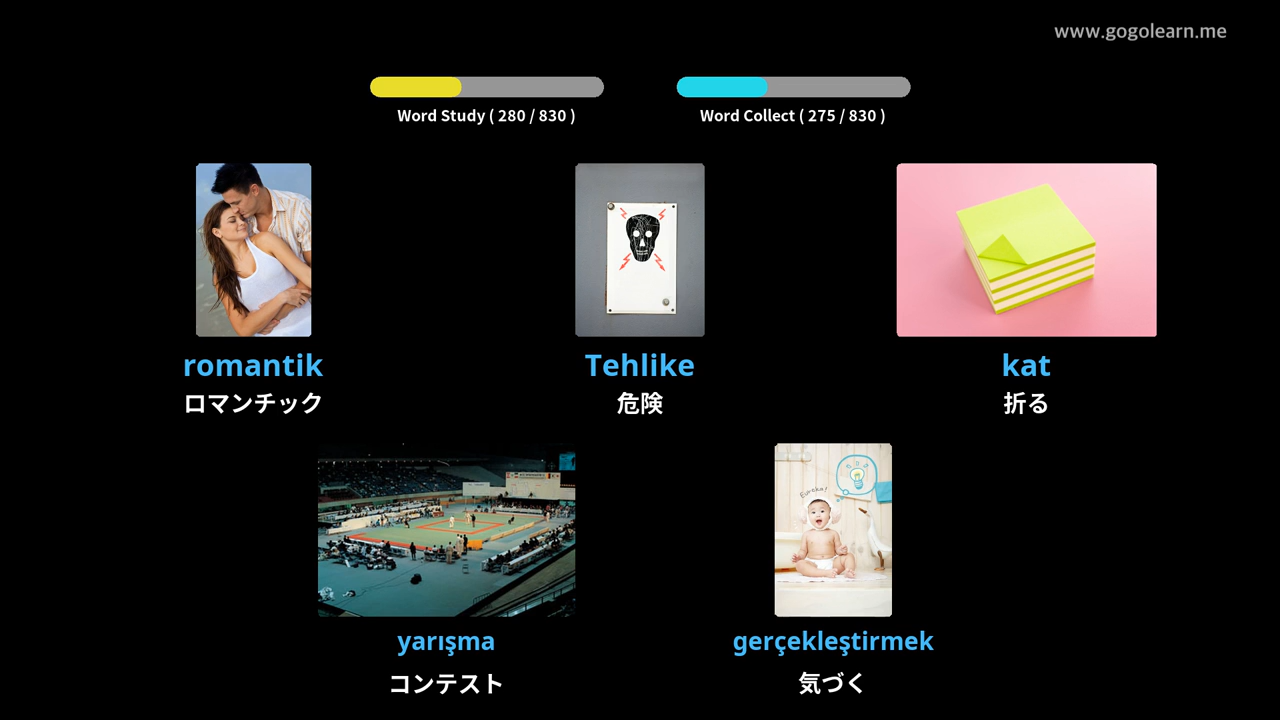 www.gogolearn.me
Word Study ( 280 / 830 )
Word Collect ( 275 / 830 )
romantik
ロマンチック
Tehlike
危険
kat
折る
Eureka!
yarışma
コンテスト
gerçekleştirmek
気づく